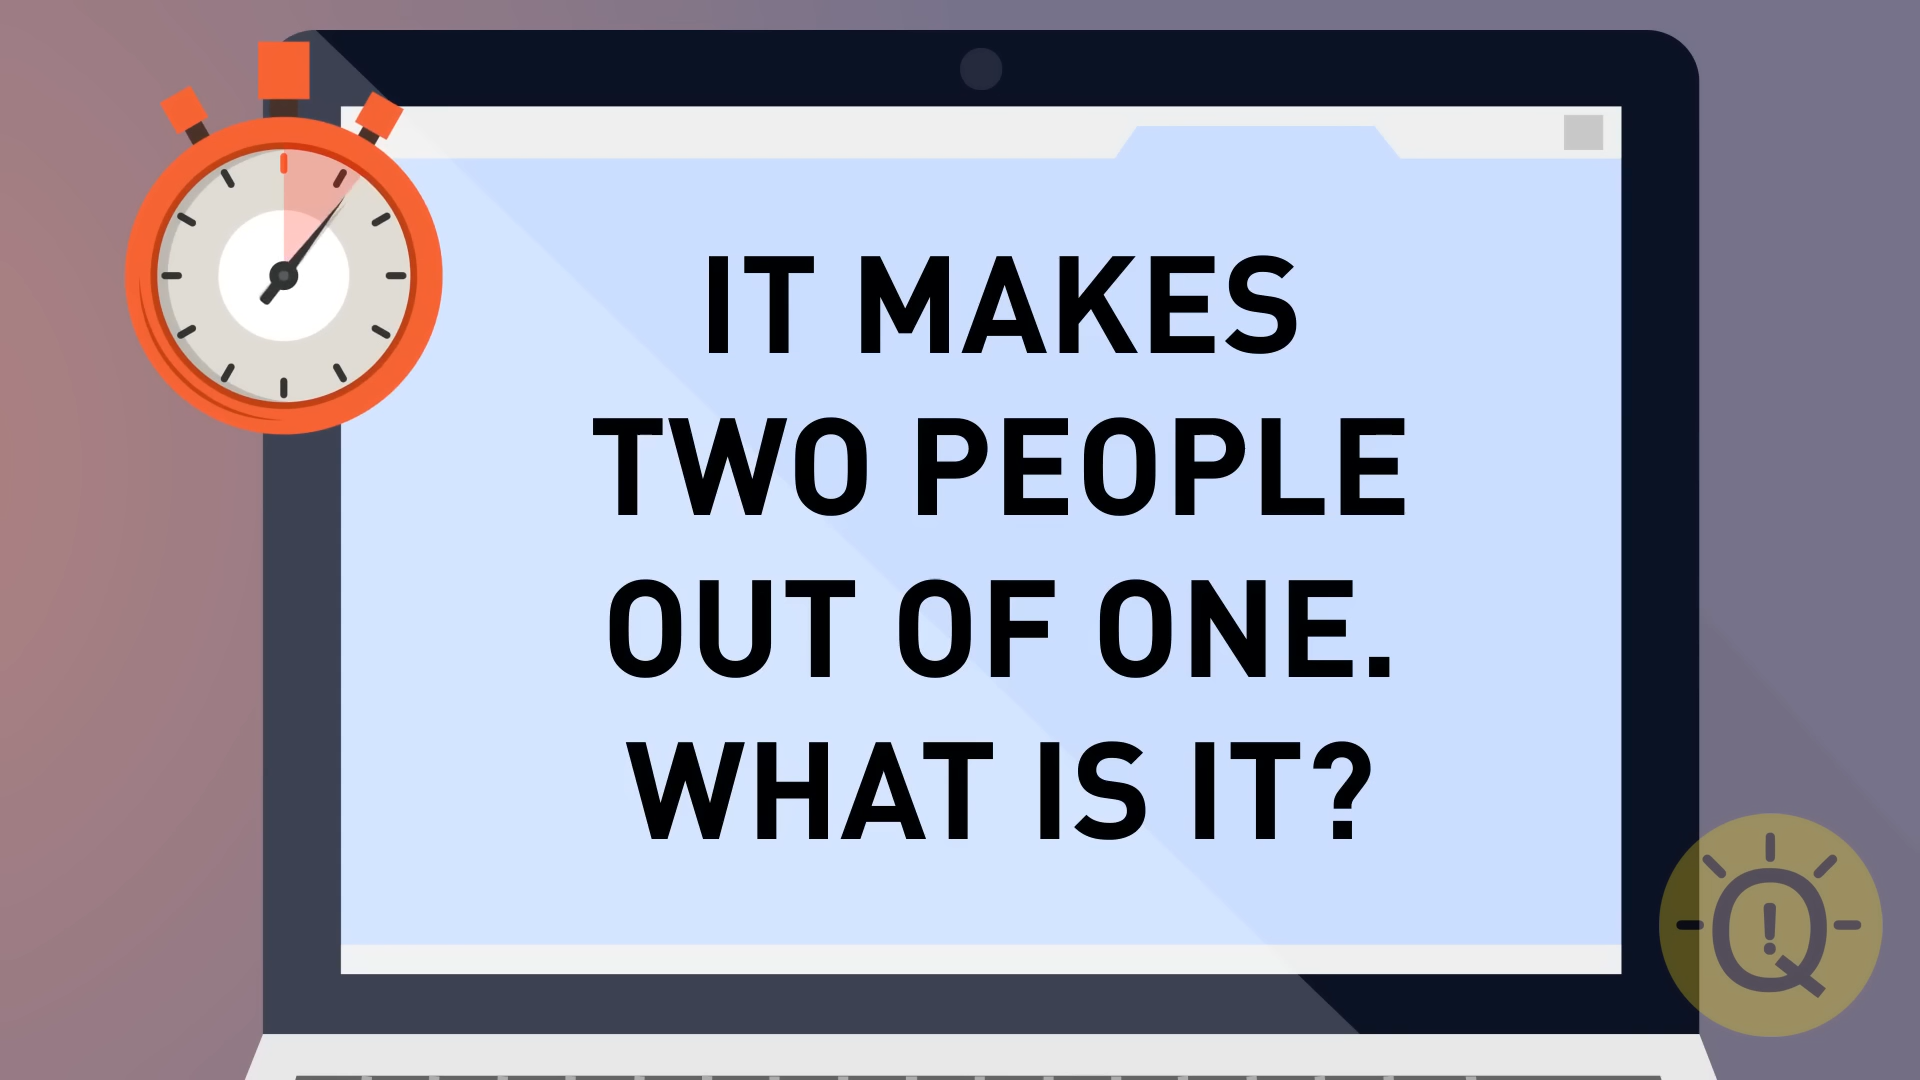 IT MAKES
TWO PEOPLE
OUT OF ONE.
WHAT IS IT?
Q!